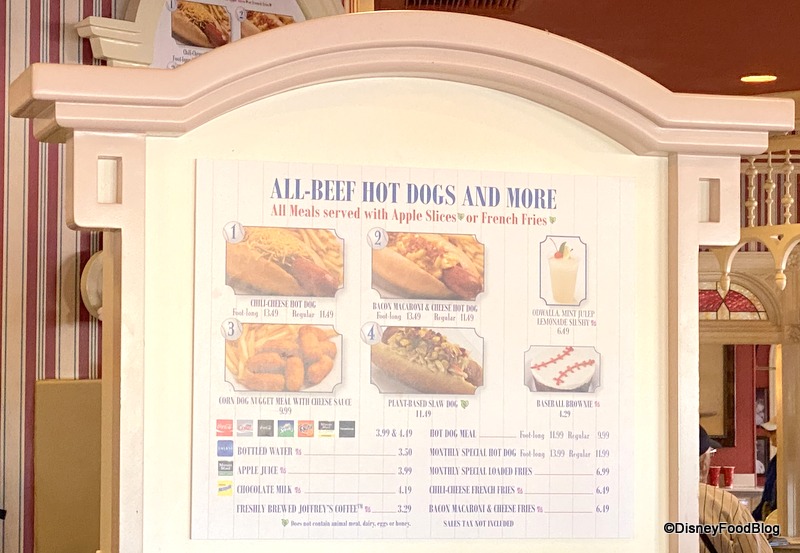 ALL-BEEF HOT DOGS AND MORE
All Meals served with Apple Slices or French Fries
1
2
CHILI-CHEESE HOT DOG
Foot-long 13.49 Regular 11.49
BACON MACARONI & CHEESE HOT DOG
Foot-long 13.49 Regular 11.49
ODWALLA MINT JULEP
LEMONADE SLUSHY
6.49
3
4
CORN DOG NUGGET MEAL WITH CHEESE SAUCE
9.99
PLANT-BASED SLAW DOG
11.49
BASEBALL BROWNIE
4.29
3.99 & 4.49
BOTTLED WATER 3.50
APPLE JUICE 3.99
CHOCOLATE MILK 4.19
FRESHLY BREWED JOFFREY'S COFFEE™ 3.29
HOT DOG MEAL Foot-long 11.99 Regular 9.99
MONTHLY SPECIAL HOT DOG Foot-long 13.99 Regular 11.99
MONTHLY SPECIAL LOADED FRIES 6.99
CHILI-CHEESE FRENCH FRIES 6.49
BACON MACARONI & CHEESE FRIES 6.49
Does not contain animal meat, dairy, eggs or honey.
SALES TAX NOT INCLUDED
©DisneyFoodBlog